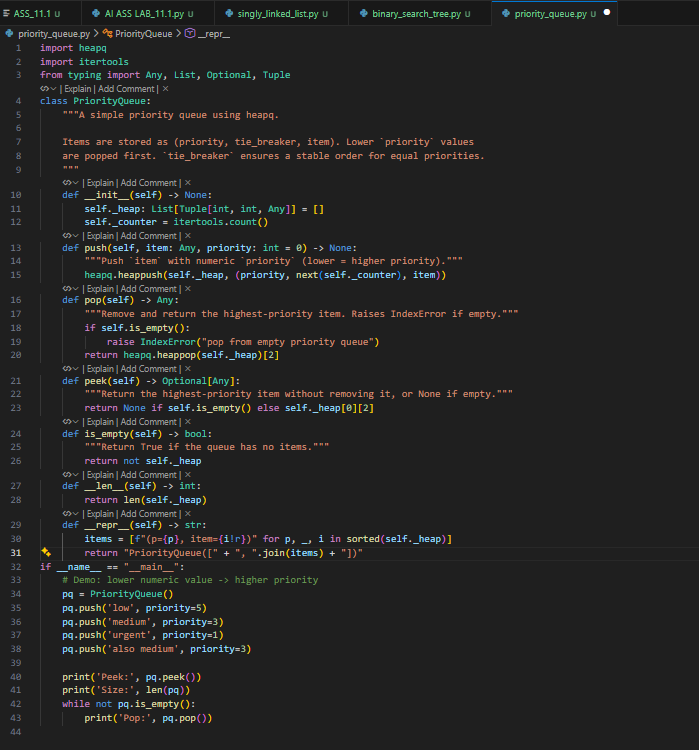 ASS_11.1 U
AI ASS LAB_11.1.py U
singly_linked_list.py U
binary_search_tree.py U
priority_queue.py U ●
priority_queue.py > PriorityQueue > __repr__
1 import heapq
2 import itertools
3 from typing import Any, List, Optional, Tuple
| Explain | Add Comment | ×
4 class PriorityQueue:
5     """A simple priority queue using heapq.
6
7     Items are stored as (priority, tie_breaker, item). Lower `priority` values
8     are popped first. `tie_breaker` ensures a stable order for equal priorities.
9     """
| Explain | Add Comment | ×
10     def __init__(self) -> None:
11         self._heap: List[Tuple[int, int, Any]] = []
12         self._counter = itertools.count()
| Explain | Add Comment | ×
13     def push(self, item: Any, priority: int = 0) -> None:
14         """Push `item` with numeric `priority` (lower = higher priority)."""
15         heapq.heappush(self._heap, (priority, next(self._counter), item))
| Explain | Add Comment | ×
16     def pop(self) -> Any:
17         """Remove and return the highest-priority item. Raises IndexError if empty."""
18         if self.is_empty():
19             raise IndexError("pop from empty priority queue")
20         return heapq.heappop(self._heap)[2]
| Explain | Add Comment | ×
21     def peek(self) -> Optional[Any]:
22         """Return the highest-priority item without removing it, or None if empty."""
23         return None if self.is_empty() else self._heap[0][2]
| Explain | Add Comment | ×
24     def is_empty(self) -> bool:
25         """Return True if the queue has no items."""
26         return not self._heap
| Explain | Add Comment | ×
27     def __len__(self) -> int:
28         return len(self._heap)
| Explain | Add Comment | ×
29     def __repr__(self) -> str:
30         items = [f"(p={p}, item={i!r})" for p, _, i in sorted(self._heap)]
31         return "PriorityQueue([" + ", ".join(items) + "])"
32 if __name__ == "__main__":
33     # Demo: lower numeric value -> higher priority
34     pq = PriorityQueue()
35     pq.push('low', priority=5)
36     pq.push('medium', priority=3)
37     pq.push('urgent', priority=1)
38     pq.push('also medium', priority=3)
39
40     print('Peek:', pq.peek())
41     print('Size:', len(pq))
42     while not pq.is_empty():
43         print('Pop:', pq.pop())
44